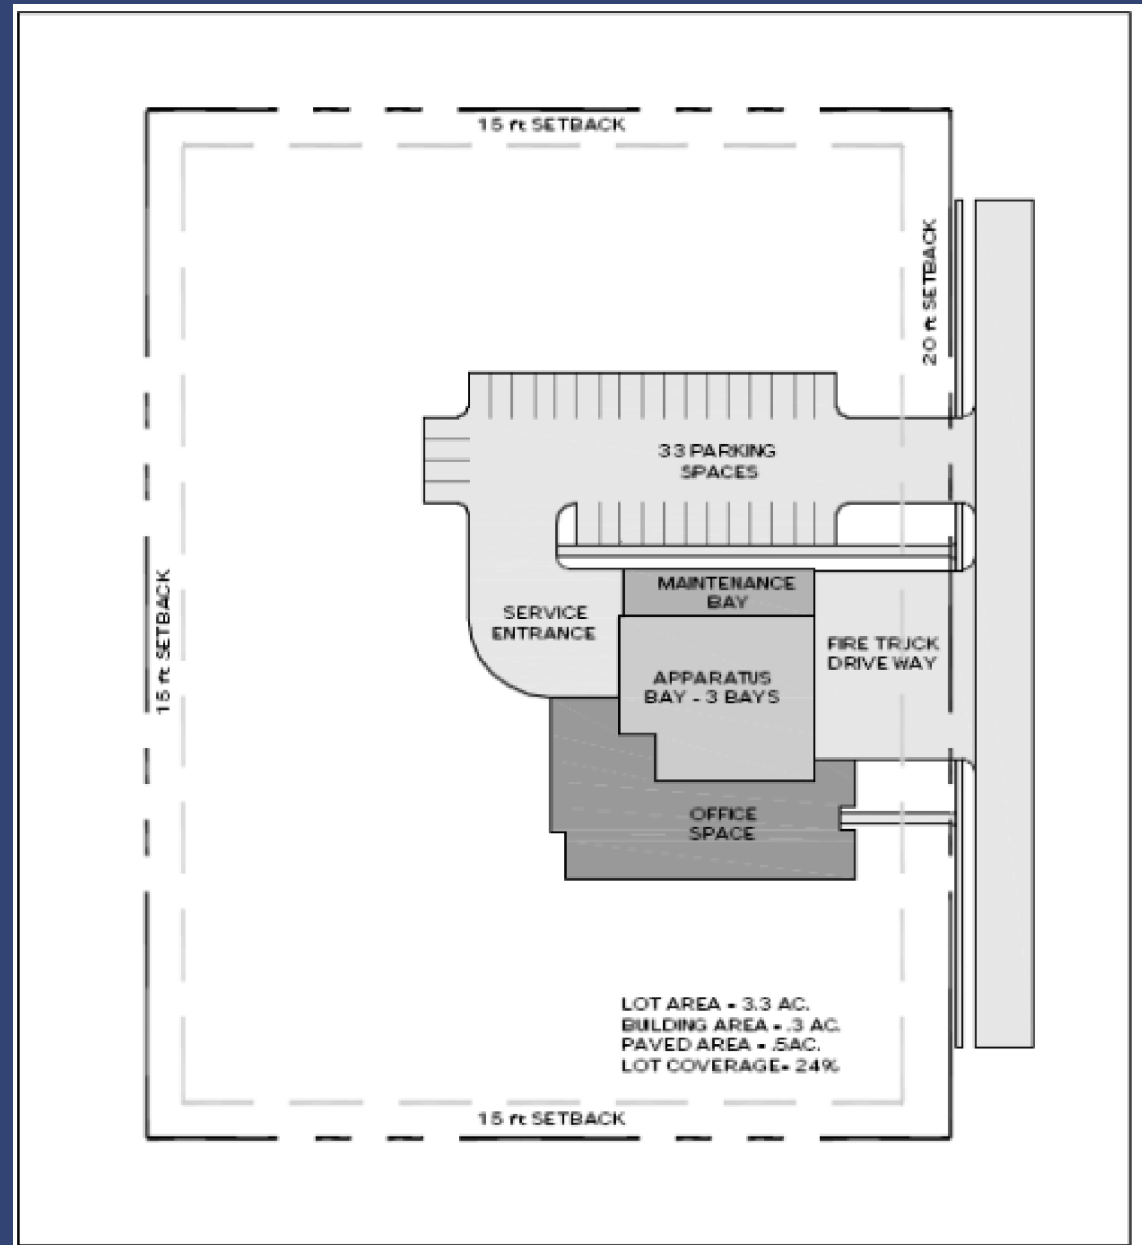 15 ft SETBACK
20 ft SETBACK
33 PARKING
SPACES
MAINTENANCE
BAY
SERVICE
ENTRANCE
15 ft SETBACK
FIRE TRUCK
DRIVE WAY
APPARATUS
BAY - 3 BAYS
OFFICE
SPACE
LOT AREA = 3.3 AC.
BUILDING AREA = .3 AC.
PAVED AREA = .5AC.
LOT COVERAGE= 24%
15 ft SETBACK